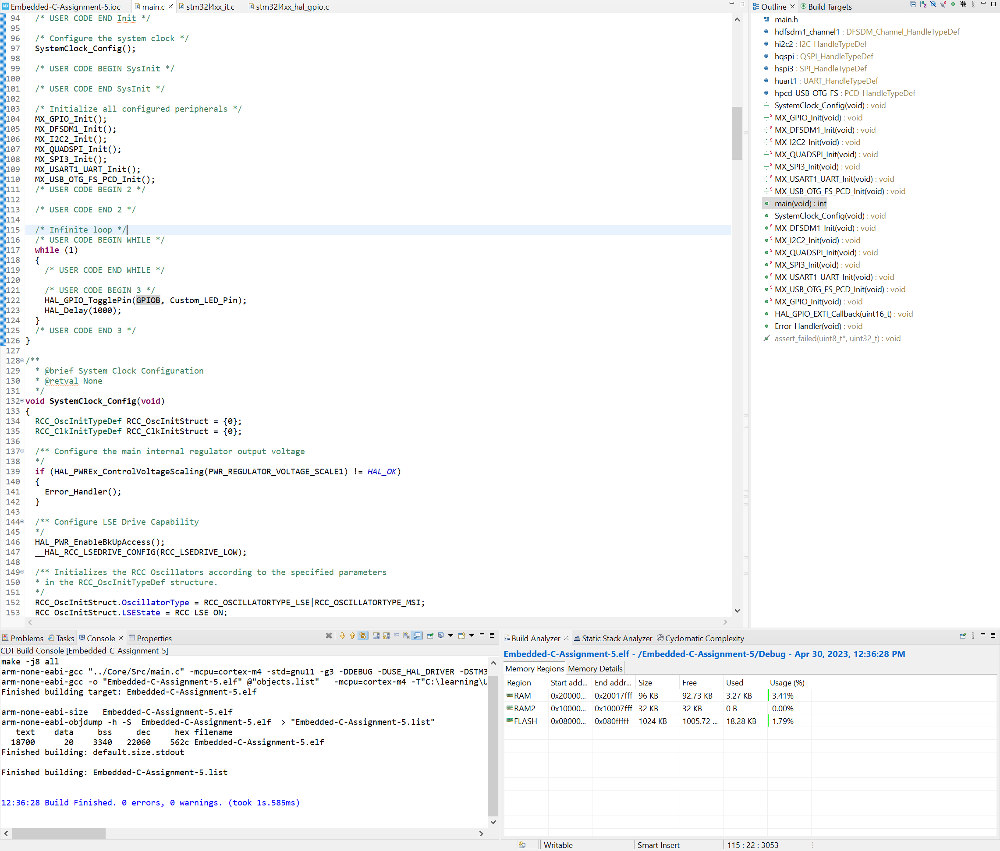 Embedded-C-Assignment-5.ioc main.c stm32l4xx_it.c stm32l4xx_hal_gpio.c
94 /* USER CODE END Init */
95
96 /* Configure the system clock */
97 SystemClock_Config();
98
99 /* USER CODE BEGIN SysInit */
100
101 /* USER CODE END SysInit */
102
103 /* Initialize all configured peripherals */
104 MX_GPIO_Init();
105 MX_DFSDM1_Init();
106 MX_I2C2_Init();
107 MX_QUADSPI_Init();
108 MX_SPI3_Init();
109 MX_USART1_UART_Init();
110 MX_USB_OTG_FS_PCD_Init();
111 /* USER CODE BEGIN 2 */
112
113 /* USER CODE END 2 */
114
115 /* Infinite loop */
116 /* USER CODE BEGIN WHILE */
117 while (1)
118 {
119 /* USER CODE END WHILE */
120
121 /* USER CODE BEGIN 3 */
122 HAL_GPIO_TogglePin(GPIOB, Custom_LED_Pin);
123 HAL_Delay(1000);
124 }
125 /* USER CODE END 3 */
126 }
127
128 /**
129 * @brief System Clock Configuration
130 * @retval None
131 */
132 void SystemClock_Config(void)
133 {
134 RCC_OscInitTypeDef RCC_OscInitStruct = {0};
135 RCC_ClkInitTypeDef RCC_ClkInitStruct = {0};
136
137 /** Configure the main internal regulator output voltage
138 */
139 if (HAL_PWREx_ControlVoltageScaling(PWR_REGULATOR_VOLTAGE_SCALE1) != HAL_OK)
140 {
141 Error_Handler();
142 }
143
144 /** Configure LSE Drive Capability
145 */
146 HAL_PWR_EnableBkUpAccess();
147 __HAL_RCC_LSEDRIVE_CONFIG(RCC_LSEDRIVE_LOW);
148
149 /** Initializes the RCC Oscillators according to the specified parameters
150 * in the RCC_OscInitTypeDef structure.
151 */
152 RCC_OscInitStruct.OscillatorType = RCC_OSCILLATORTYPE_LSE|RCC_OSCILLATORTYPE_MSI;
153 RCC_OscInitStruct.LSEState = RCC_LSE_ON;
Outline Build Targets
main.h
hdfsdm1_channel1 : DFSDM_Channel_HandleTypeDef
hi2c2 : I2C_HandleTypeDef
hqspi : QSPI_HandleTypeDef
hspi3 : SPI_HandleTypeDef
huart1 : UART_HandleTypeDef
hpcd_USB_OTG_FS : PCD_HandleTypeDef
SystemClock_Config(void) : void
MX_GPIO_Init(void) : void
MX_DFSDM1_Init(void) : void
MX_I2C2_Init(void) : void
MX_QUADSPI_Init(void) : void
MX_SPI3_Init(void) : void
MX_USART1_UART_Init(void) : void
MX_USB_OTG_FS_PCD_Init(void) : void
main(void) : int
SystemClock_Config(void) : void
MX_DFSDM1_Init(void) : void
MX_I2C2_Init(void) : void
MX_QUADSPI_Init(void) : void
MX_SPI3_Init(void) : void
MX_USART1_UART_Init(void) : void
MX_USB_OTG_FS_PCD_Init(void) : void
MX_GPIO_Init(void) : void
HAL_GPIO_EXTI_Callback(uint16_t) : void
Error_Handler(void) : void
assert_failed(uint8_t*, uint32_t) : void
Problems Tasks Console Properties
CDT Build Console [Embedded-C-Assignment-5]
make -j8 all
arm-none-eabi-gcc "../Core/Src/main.c" -mcpu=cortex-m4 -std=gnu11 -g3 -DDEBUG -DUSE_HAL_DRIVER -DSTM3
arm-none-eabi-gcc -o "Embedded-C-Assignment-5.elf" @"objects.list" -mcpu=cortex-m4 -T"C:\learning\U
Finished building target: Embedded-C-Assignment-5.elf
arm-none-eabi-size Embedded-C-Assignment-5.elf
arm-none-eabi-objdump -h -S Embedded-C-Assignment-5.elf > "Embedded-C-Assignment-5.list"
text data bss dec hex filename
18700 20 3340 22060 562c Embedded-C-Assignment-5.elf
Finished building: default.size.stdout
Finished building: Embedded-C-Assignment-5.list
12:36:28 Build Finished. 0 errors, 0 warnings. (took 1s.585ms)
Build Analyzer Static Stack Analyzer Cyclomatic Complexity
Embedded-C-Assignment-5.elf - /Embedded-C-Assignment-5/Debug - Apr 30, 2023, 12:36:28 PM
Memory Regions Memory Details
Region Start add... End addr... Size Free Used Usage (%)
RAM 0x20000... 0x20017fff 96 KB 92.73 KB 3.27 KB 3.41%
RAM2 0x10000... 0x10007fff 32 KB 32 KB 0 B 0.00%
FLASH 0x08000... 0x080fffff 1024 KB 1005.72 ... 18.28 KB 1.79%
Writable Smart Insert 115 : 22 : 3053